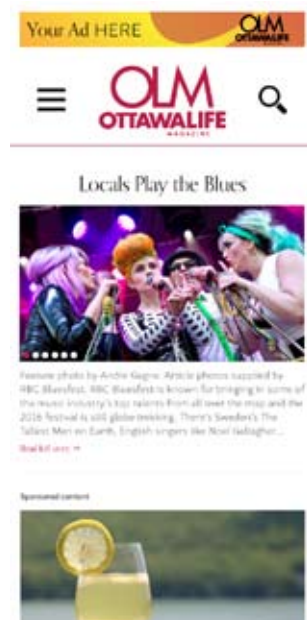 Your Ad HERE
OLM
OTTAWALIFE
OLM
OTTAWALIFE
MAGAZINE
Locals Play the Blues
Feature photo by Andre Gagne. Article photos supplied by
RBC Bluesfest. RBC Bluesfest is known for bringing in some of
the music industry's top talents from all over the map and the
2016 festival is still globe-trekking. There's Sweden's The
Tallest Man on Earth, English singers like Noel Gallagher...
Read full story
Sponsored content